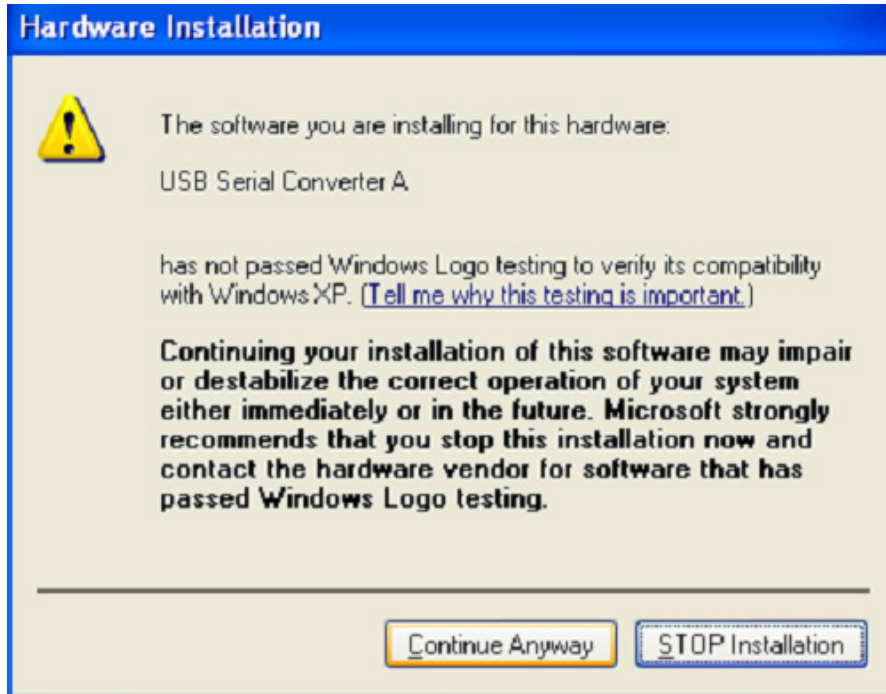 Hardware Installation
The software you are installing for this hardware:
USB Serial Converter A
has not passed Windows Logo testing to verify its compatibility
with Windows XP. (Tell me why this testing is important.)
Continuing your installation of this software may impair
or destabilize the correct operation of your system
either immediately or in the future. Microsoft strongly
recommends that you stop this installation now and
contact the hardware vendor for software that has
passed Windows Logo testing.
Continue Anyway
STOP Installation